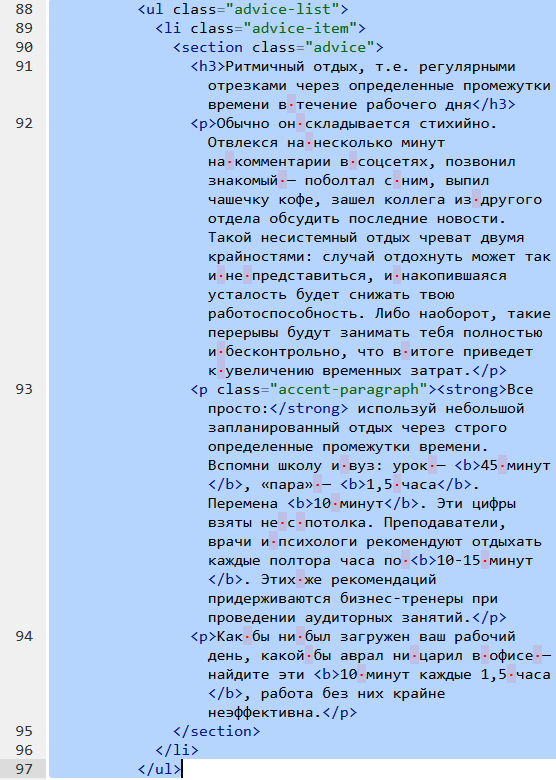 88 <ul class="advice-list">
89 <li class="advice-item">
90 <section class="advice">
91 <h3>Ритмичный отдых, т.е. регулярными
отрезками через определенные промежутки
времени в·течение рабочего дня</h3>
92 <p>Обычно он·складывается стихийно.
Отвлекся на·несколько минут
на·комментарии в·соцсетях, позвонил
знакомый·— поболтал с·ним, выпил
чашечку кофе, зашел коллега из·другого
отдела обсудить последние новости.
Такой несистемный отдых чреват двумя
крайностями: случай отдохнуть может так
и·не·представиться, и·накопившаяся
усталость будет снижать твою
работоспособность. Либо наоборот, такие
перерывы будут занимать тебя полностью
и·бесконтрольно, что в·итоге приведет
к·увеличению временных затрат.</p>
93 <p class="accent-paragraph"><strong>Все
просто:</strong> используй небольшой
запланированный отдых через строго
определенные промежутки времени.
Вспомни школу и·вуз: урок·— <b>45·минут
</b>, «пара»·— <b>1,5·часа</b>.
Перемена <b>10·минут</b>. Эти цифры
взяты не·с·потолка. Преподаватели,
врачи и·психологи рекомендуют отдыхать
каждые полтора часа по·<b>10-15·минут
</b>. Этих·же рекомендаций
придерживаются бизнес-тренеры при
проведении аудиторных занятий.</p>
94 <p>Как·бы ни·был загружен ваш рабочий
день, какой·бы аврал ни·царил в·офисе·—
найдите эти <b>10·минут каждые 1,5·часа
</b>, работа без них крайне
неэффективна.</p>
95 </section>
96 </li>
97 </ul>